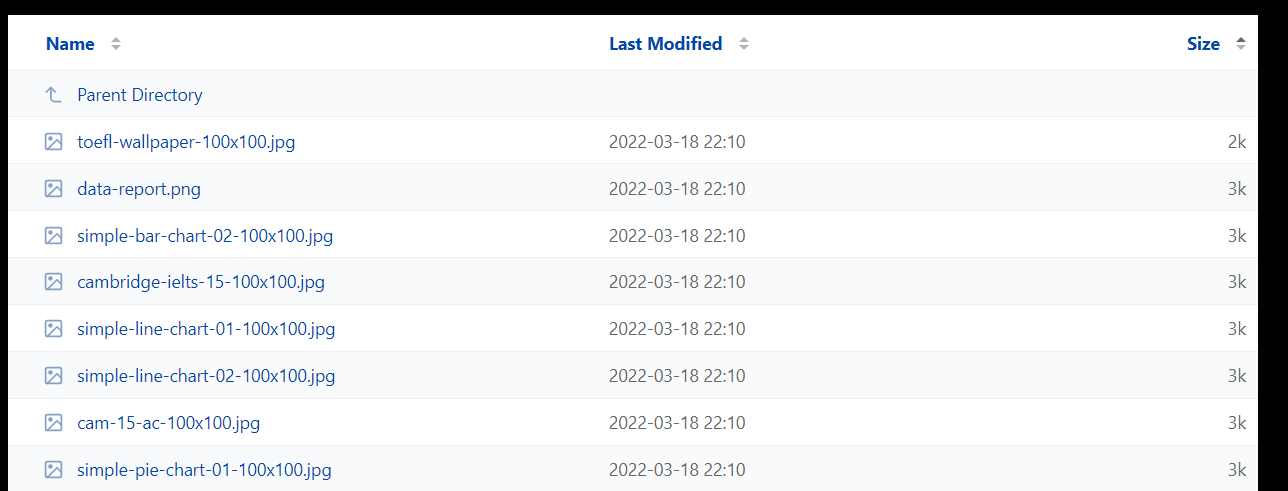 Name Last Modified Size
Parent Directory
toefl-wallpaper-100x100.jpg 2022-03-18 22:10 2k
data-report.png 2022-03-18 22:10 3k
simple-bar-chart-02-100x100.jpg 2022-03-18 22:10 3k
cambridge-ielts-15-100x100.jpg 2022-03-18 22:10 3k
simple-line-chart-01-100x100.jpg 2022-03-18 22:10 3k
simple-line-chart-02-100x100.jpg 2022-03-18 22:10 3k
cam-15-ac-100x100.jpg 2022-03-18 22:10 3k
simple-pie-chart-01-100x100.jpg 2022-03-18 22:10 3k